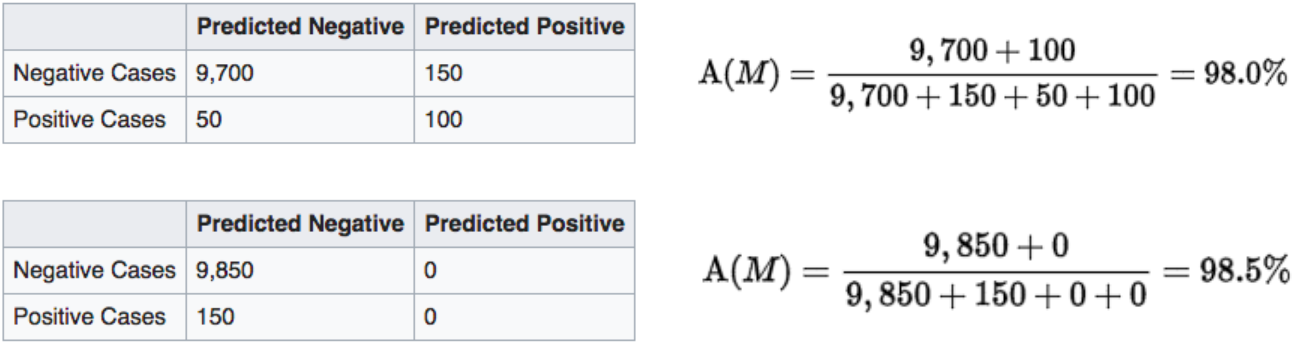 Predicted Negative Predicted Positive
Negative Cases 9,700 150
Positive Cases 50 100
A(M) = \frac{9,700 + 100}{9,700 + 150 + 50 + 100} = 98.0%
Predicted Negative Predicted Positive
Negative Cases 9,850 0
Positive Cases 150 0
A(M) = \frac{9,850 + 0}{9,850 + 150 + 0 + 0} = 98.5%